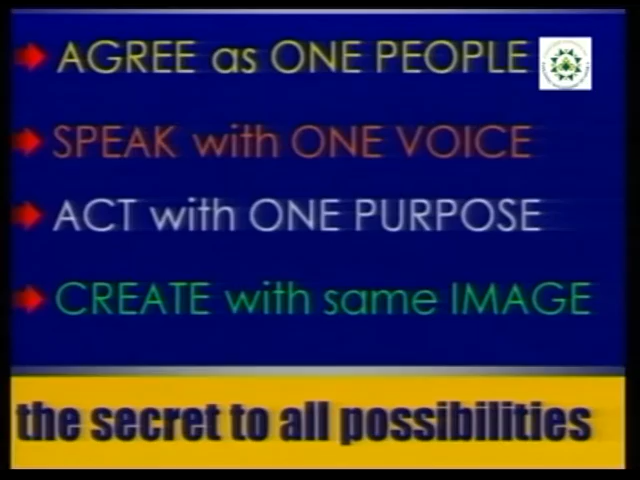 AGREE as ONE PEOPLE
SPEAK with ONE VOICE
ACT with ONE PURPOSE
CREATE with same IMAGE
the secret to all possibilities